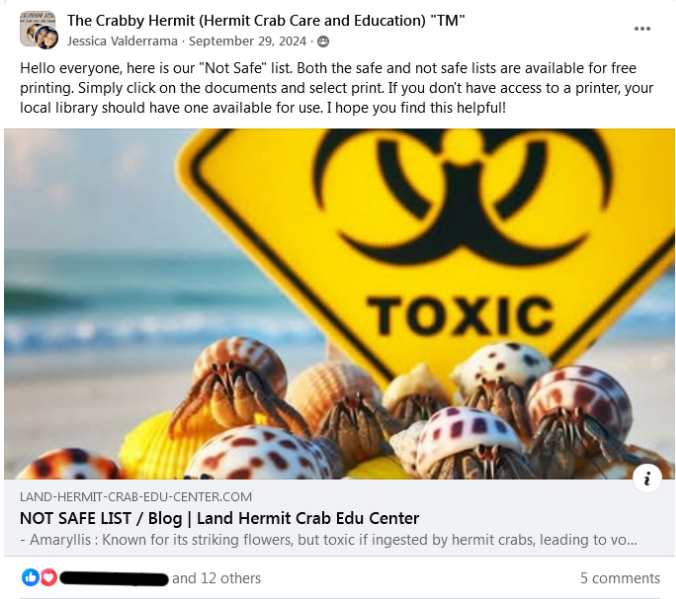 The Crabby Hermit (Hermit Crab Care and Education) "TM"
Jessica Valderrama · September 29, 2024 ·
Hello everyone, here is our "Not Safe" list. Both the safe and not safe lists are available for free
printing. Simply click on the documents and select print. If you don't have access to a printer, your
local library should have one available for use. I hope you find this helpful!
TOXIC
LAND-HERMIT-CRAB-EDU-CENTER.COM
NOT SAFE LIST / Blog | Land Hermit Crab Edu Center
- Amaryllis : Known for its striking flowers, but toxic if ingested by hermit crabs, leading to vo...
and 12 others
5 comments